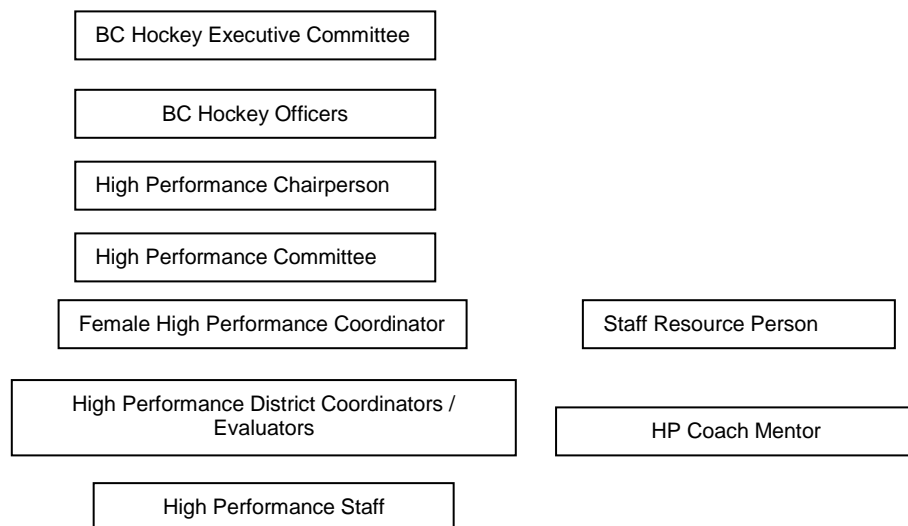 BC Hockey Executive Committee
BC Hockey Officers
High Performance Chairperson
High Performance Committee
Female High Performance Coordinator
Staff Resource Person
High Performance District Coordinators /
Evaluators
HP Coach Mentor
High Performance Staff